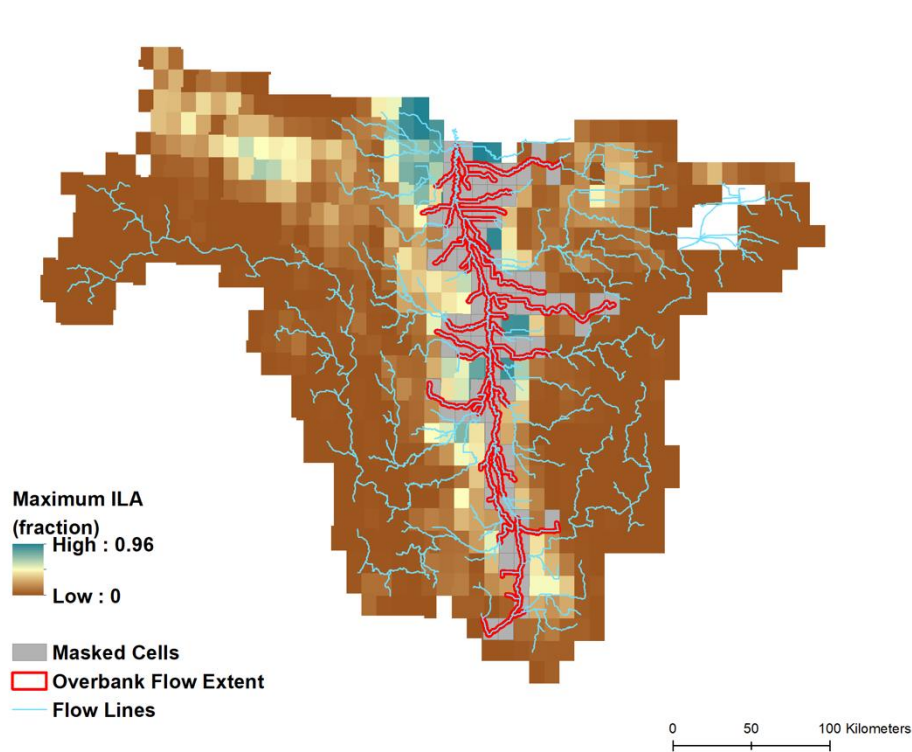 Maximum ILA
(fraction)
High : 0.96
Low : 0
Masked Cells
Overbank Flow Extent
Flow Lines
0 50 100 Kilometers